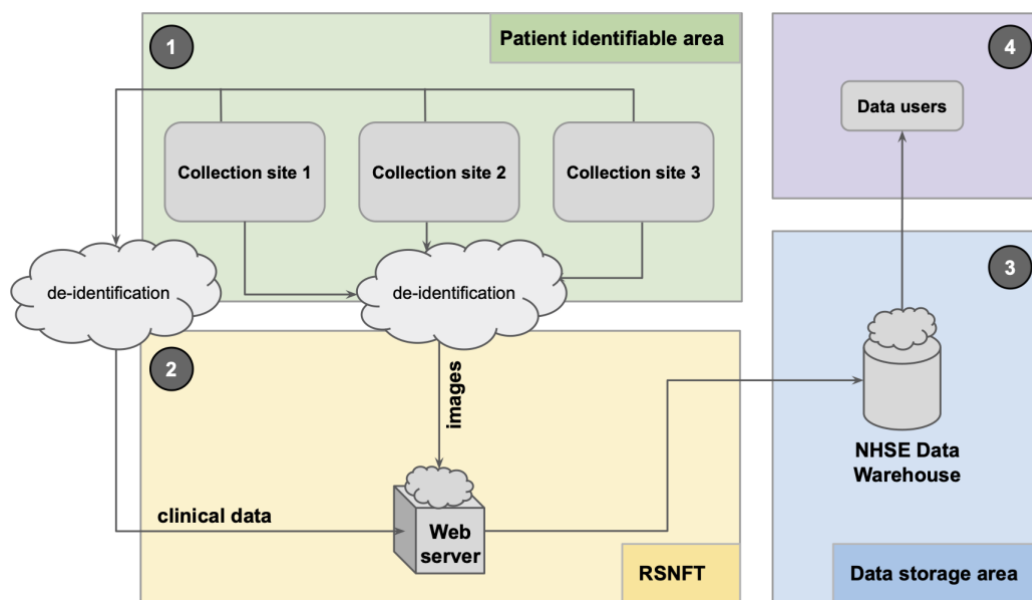 1
Patient identifiable area
Collection site 1
Collection site 2
Collection site 3
de-identification
de-identification
2
images
clinical data
Web
server
RSNFT
4
Data users
3
NHSE Data
Warehouse
Data storage area